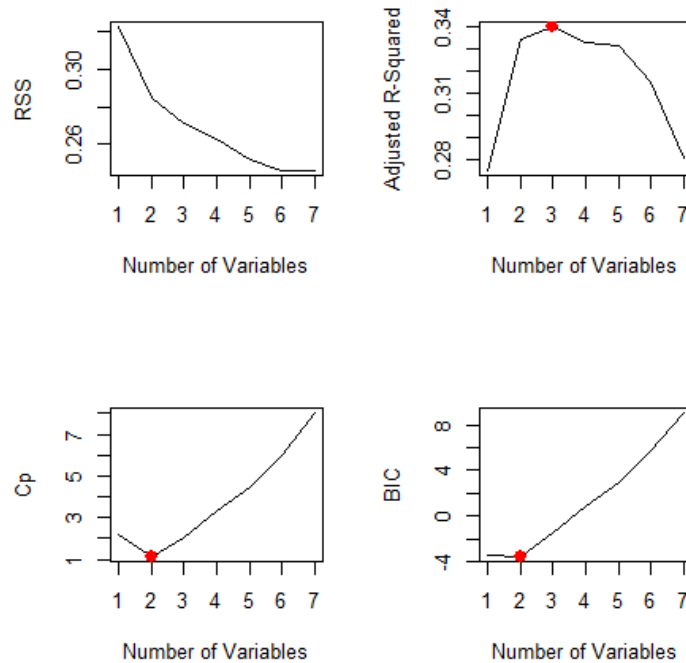 RSS
0.30
0.26
1 2 3 4 5 6 7
Number of Variables
Adjusted R-Squared
0.34
0.31
0.28
1 2 3 4 5 6 7
Number of Variables
Cp
7
5
3
1
1 2 3 4 5 6 7
Number of Variables
BIC
8
4
0
-4
1 2 3 4 5 6 7
Number of Variables